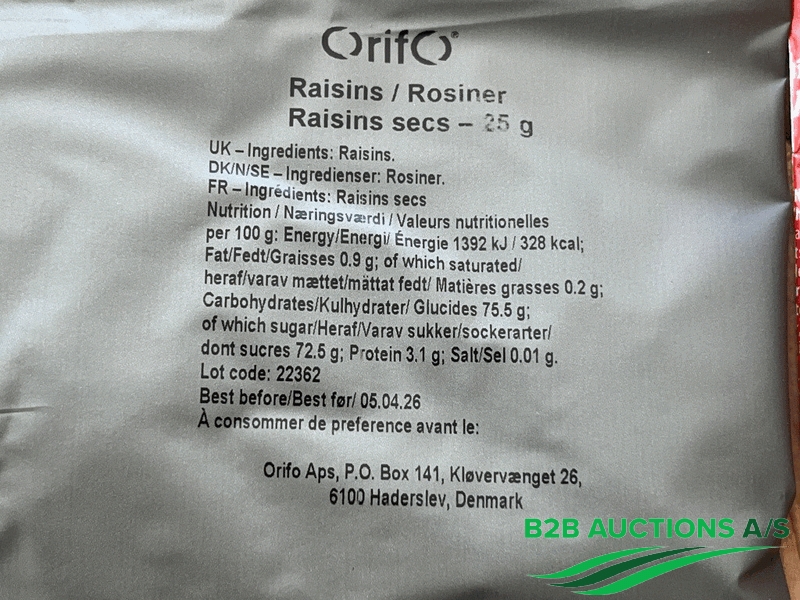 Orifo®
Raisins / Rosiner
Raisins secs – 25 g
UK – Ingredients: Raisins.
DK/N/SE – Ingredienser: Rosiner.
FR – Ingrédients: Raisins secs
Nutrition / Næringsværdi / Valeurs nutritionelles
per 100 g: Energy/Energi/ Énergie 1392 kJ / 328 kcal;
Fat/Fedt/Graisses 0.9 g; of which saturated/
heraf/varav mættet/mättat fedt/ Matières grasses 0.2 g;
Carbohydrates/Kulhydrater/ Glucides 75.5 g;
of which sugar/Heraf/Varav sukker/sockerarter/
dont sucres 72.5 g; Protein 3.1 g; Salt/Sel 0.01 g.
Lot code: 22362
Best before/Best før/ 05.04.26
À consommer de preference avant le:
Orifo Aps, P.O. Box 141, Kløvervænget 26,
6100 Haderslev, Denmark
B2B AUCTIONS A/S